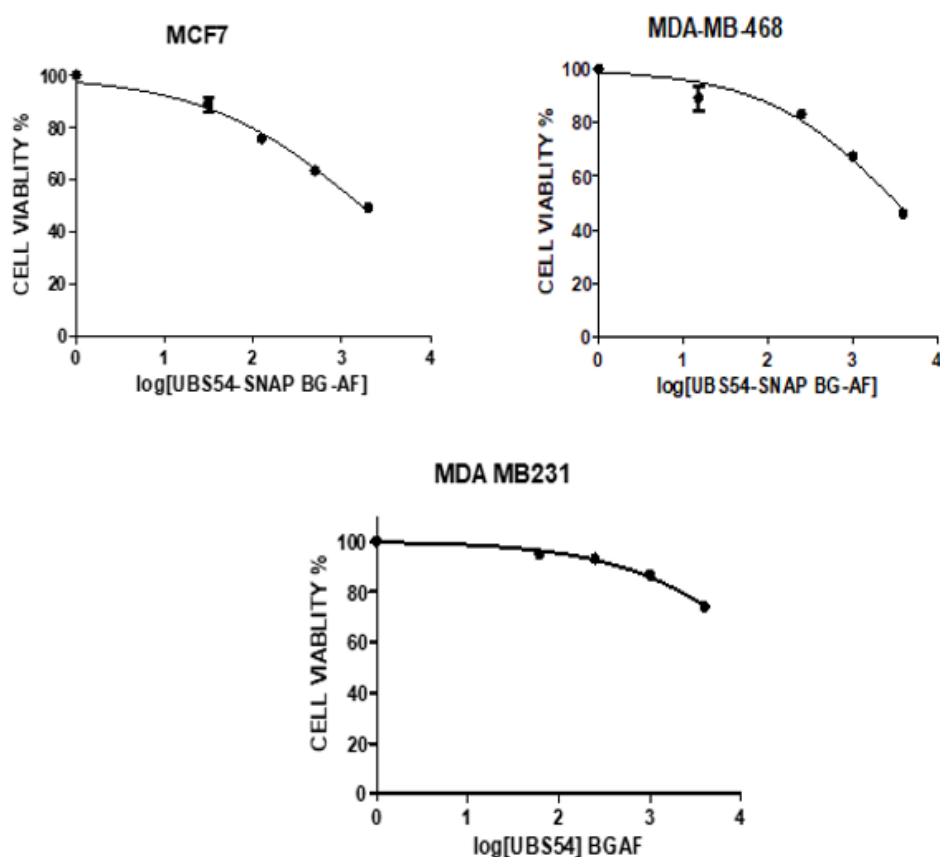 MCF7
CELL VIABLITY %
100
80
60
40
20
0
0 1 2 3 4
log[UBS54-SNAP BG-AF]
MDA-MB-468
CELL VIABLITY %
100
80
60
40
20
0
0 1 2 3 4
log[UBS54-SNAP BG-AF]
MDA MB231
CELL VIABLITY %
100
80
60
40
20
0
0 1 2 3 4
log[UBS54] BGAF